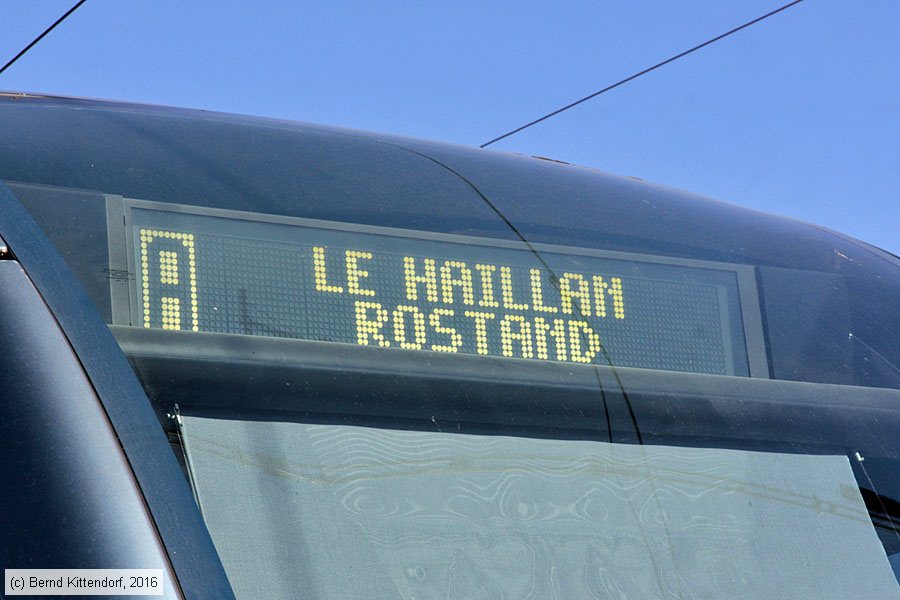 A
LE HAILLAN
ROSTAND
(c) Bernd Kittendorf, 2016